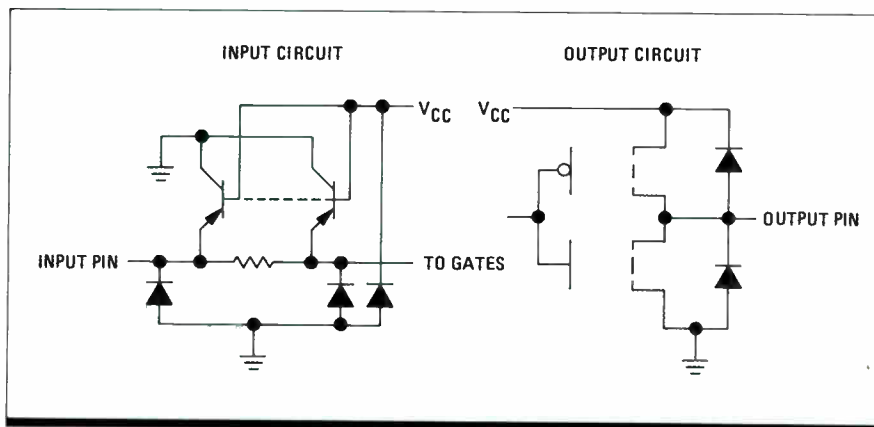 INPUT CIRCUIT
OUTPUT CIRCUIT
VCC
VCC
INPUT PIN
TO GATES
OUTPUT PIN